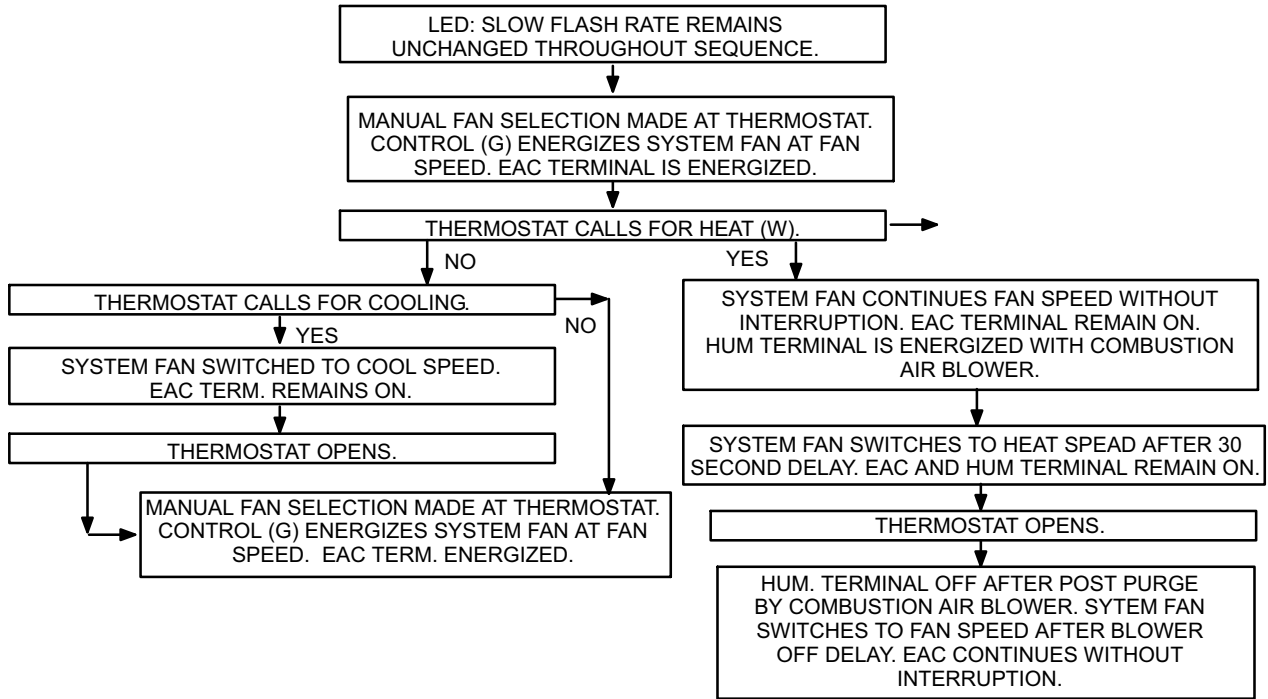 LED: SLOW FLASH RATE REMAINS
UNCHANGED THROUGHOUT SEQUENCE.
MANUAL FAN SELECTION MADE AT THERMOSTAT.
CONTROL (G) ENERGIZES SYSTEM FAN AT FAN
SPEED. EAC TERMINAL IS ENERGIZED.
THERMOSTAT CALLS FOR HEAT (W).
NO
YES
THERMOSTAT CALLS FOR COOLING.
NO
YES
SYSTEM FAN SWITCHED TO COOL SPEED.
EAC TERM. REMAINS ON.
THERMOSTAT OPENS.
MANUAL FAN SELECTION MADE AT THERMOSTAT.
CONTROL (G) ENERGIZES SYSTEM FAN AT FAN
SPEED. EAC TERM. ENERGIZED.
SYSTEM FAN CONTINUES FAN SPEED WITHOUT
INTERRUPTION. EAC TERMINAL REMAIN ON.
HUM TERMINAL IS ENERGIZED WITH COMBUSTION
AIR BLOWER.
SYSTEM FAN SWITCHES TO HEAT SPEAD AFTER 30
SECOND DELAY. EAC AND HUM TERMINAL REMAIN ON.
THERMOSTAT OPENS.
HUM. TERMINAL OFF AFTER POST PURGE
BY COMBUSTION AIR BLOWER. SYTEM FAN
SWITCHES TO FAN SPEED AFTER BLOWER
OFF DELAY. EAC CONTINUES WITHOUT
INTERRUPTION.